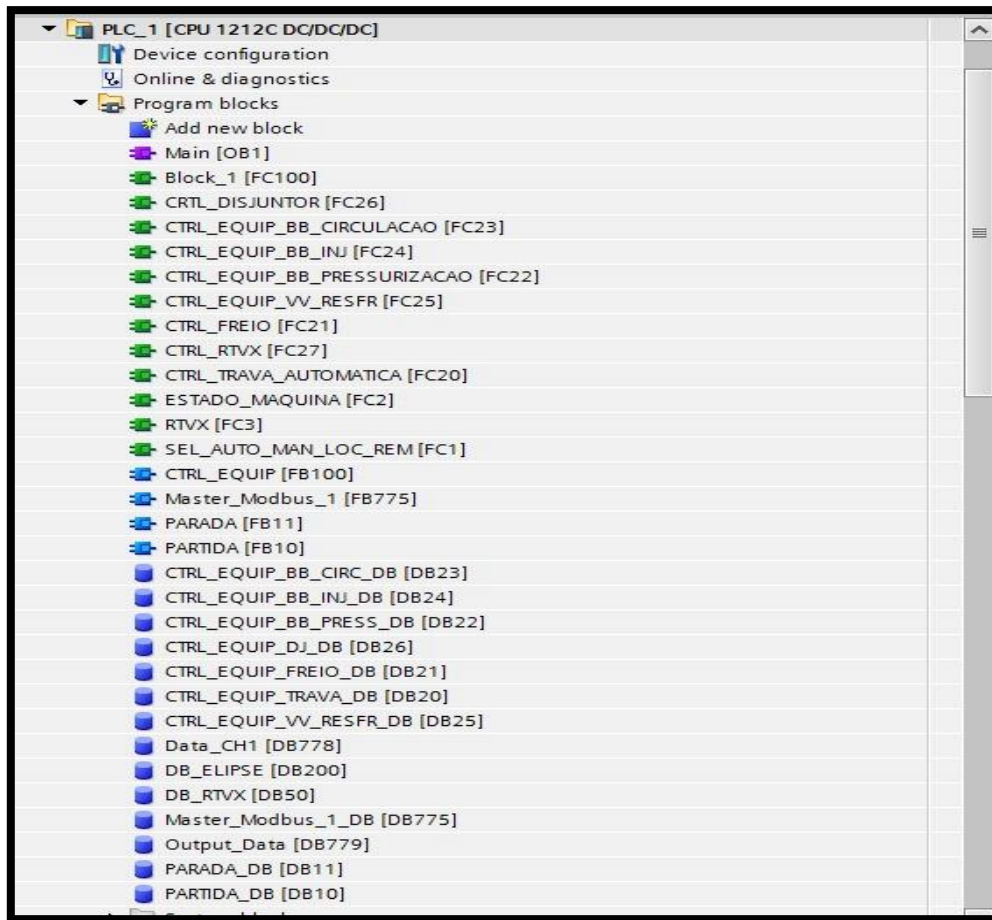 PLC_1 [CPU 1212C DC/DC/DC]
Device configuration
Online & diagnostics
Program blocks
Add new block
Main [OB1]
Block_1 [FC100]
CRTL_DISJUNTOR [FC26]
CTRL_EQUIP_BB_CIRCULACAO [FC23]
CTRL_EQUIP_BB_INJ [FC24]
CTRL_EQUIP_BB_PRESSURIZACAO [FC22]
CTRL_EQUIP_VV_RESFR [FC25]
CTRL_FREIO [FC21]
CTRL_RTVX [FC27]
CTRL_TRAVA_AUTOMATICA [FC20]
ESTADO_MAQUINA [FC2]
RTVX [FC3]
SEL_AUTO_MAN_LOC_REM [FC1]
CTRL_EQUIP [FB100]
Master_Modbus_1 [FB775]
PARADA [FB11]
PARTIDA [FB10]
CTRL_EQUIP_BB_CIRC_DB [DB23]
CTRL_EQUIP_BB_INJ_DB [DB24]
CTRL_EQUIP_BB_PRESS_DB [DB22]
CTRL_EQUIP_DJ_DB [DB26]
CTRL_EQUIP_FREIO_DB [DB21]
CTRL_EQUIP_TRAVA_DB [DB20]
CTRL_EQUIP_VV_RESFR_DB [DB25]
Data_CH1 [DB778]
DB_ELIPSE [DB200]
DB_RTVX [DB50]
Master_Modbus_1_DB [DB775]
Output_Data [DB779]
PARADA_DB [DB11]
PARTIDA_DB [DB10]